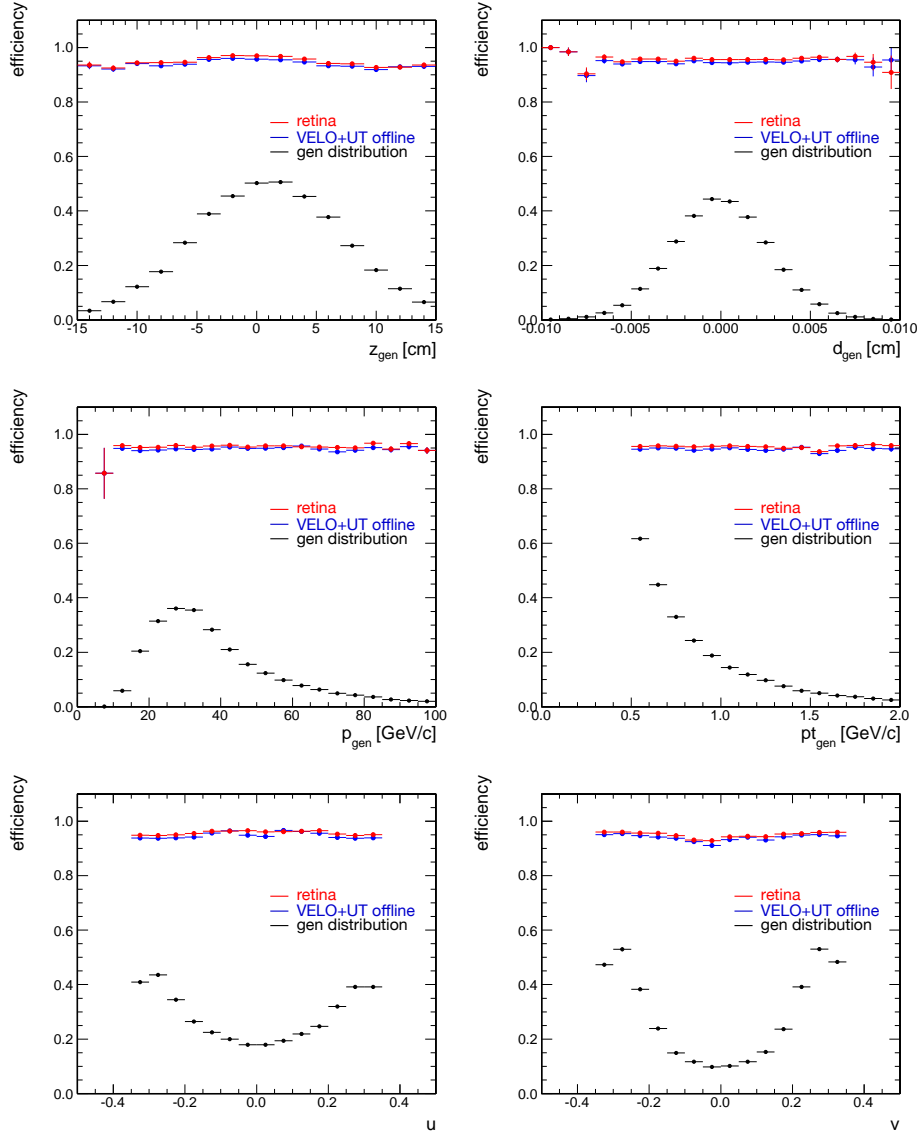 efficiency
1.0
0.8
0.6
0.4
0.2
0.0
retina
VELO+UT offline
gen distribution
-15 -10 -5 0 5 10 15
z_gen [cm]
efficiency
1.0
0.8
0.6
0.4
0.2
0.0
retina
VELO+UT offline
gen distribution
-0.010 -0.005 0.000 0.005 0.010
d_gen [cm]
efficiency
1.0
0.8
0.6
0.4
0.2
0.0
retina
VELO+UT offline
gen distribution
0 20 40 60 80 100
p_gen [GeV/c]
efficiency
1.0
0.8
0.6
0.4
0.2
0.0
retina
VELO+UT offline
gen distribution
0.0 0.5 1.0 1.5 2.0
pt_gen [GeV/c]
efficiency
1.0
0.8
0.6
0.4
0.2
0.0
retina
VELO+UT offline
gen distribution
-0.4 -0.2 0.0 0.2 0.4
u
efficiency
1.0
0.8
0.6
0.4
0.2
0.0
retina
VELO+UT offline
gen distribution
-0.4 -0.2 0.0 0.2 0.4
v